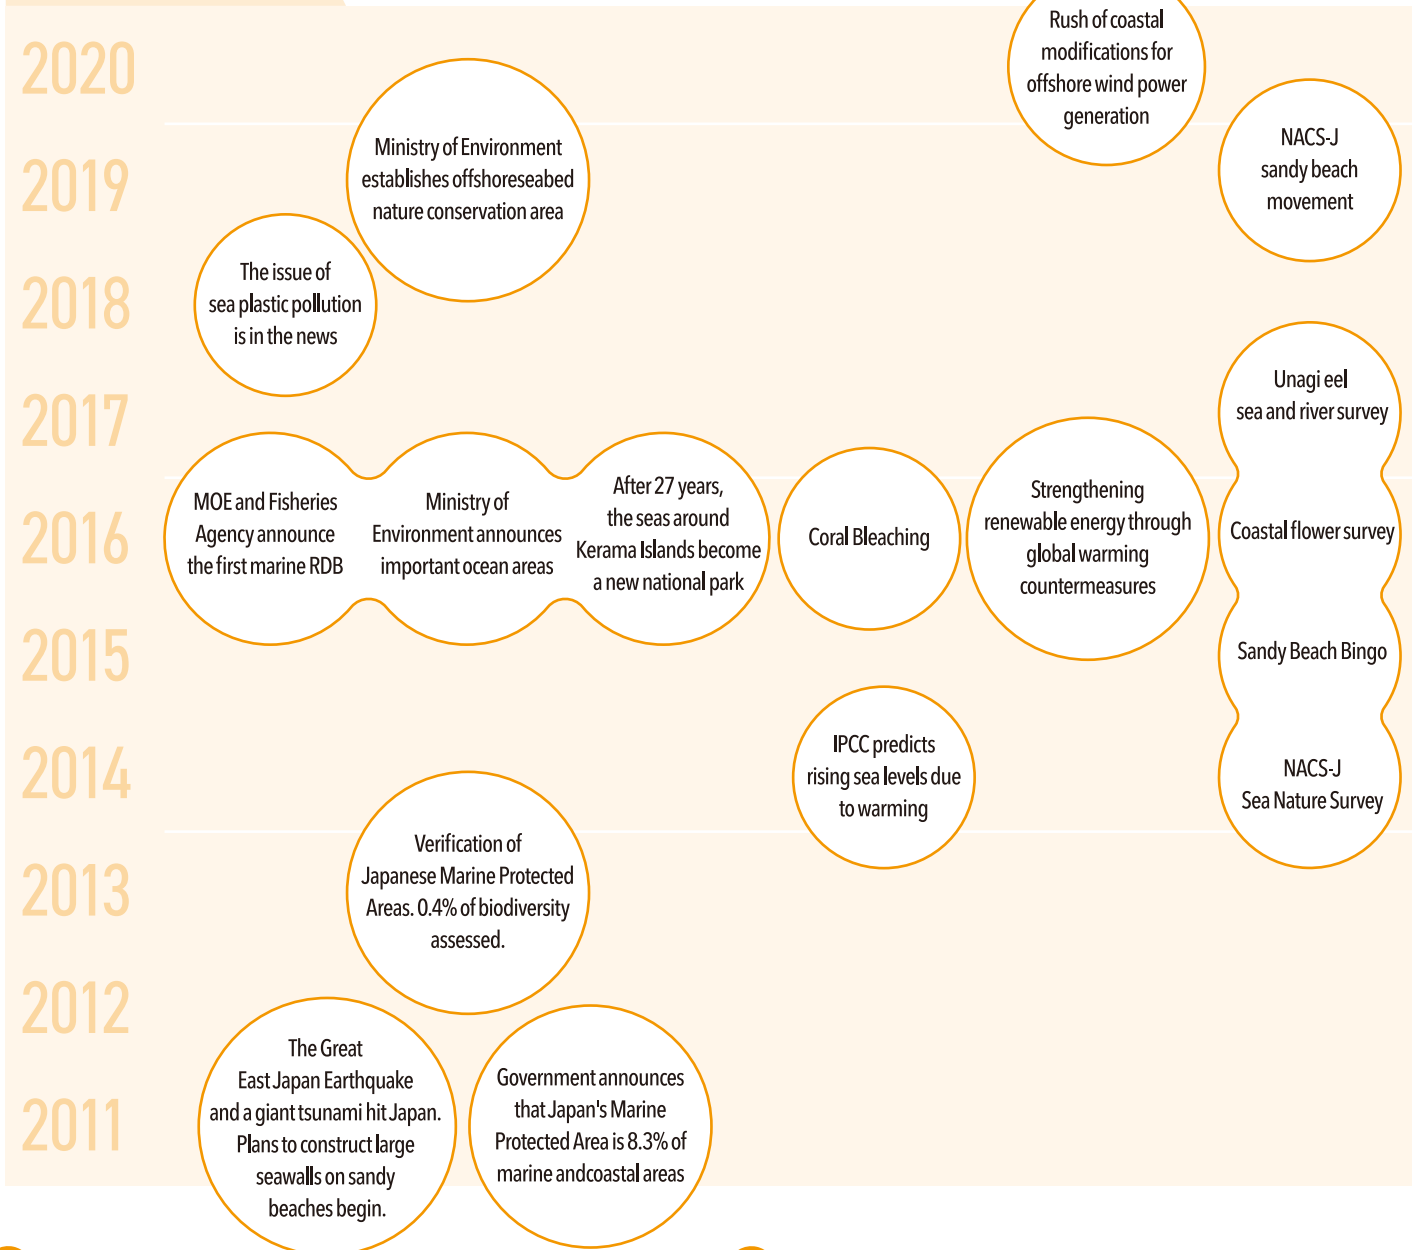 2020
Rush of coastal
modifications for
offshore wind power
generation
2019
Ministry of Environment
establishes offshoreseabed
nature conservation area
NACS-J
sandy beach
movement
2018
The issue of
sea plastic pollution
is in the news
2017
Unagi eel
sea and river survey
2016
MOE and Fisheries
Agency announce
the first marine RDB
Ministry of
Environment announces
important ocean areas
After 27 years,
the seas around
Kerama Islands become
a new national park
Coral Bleaching
Strengthening
renewable energy through
global warming
countermeasures
Coastal flower survey
2015
Sandy Beach Bingo
2014
IPCC predicts
rising sea levels due
to warming
NACS-J
Sea Nature Survey
2013
Verification of
Japanese Marine Protected
Areas. 0.4% of biodiversity
assessed.
2012
2011
The Great
East Japan Earthquake
and a giant tsunami hit Japan.
Plans to construct large
seawalls on sandy
beaches begin.
Government announces
that Japan's Marine
Protected Area is 8.3% of
marine andcoastal areas